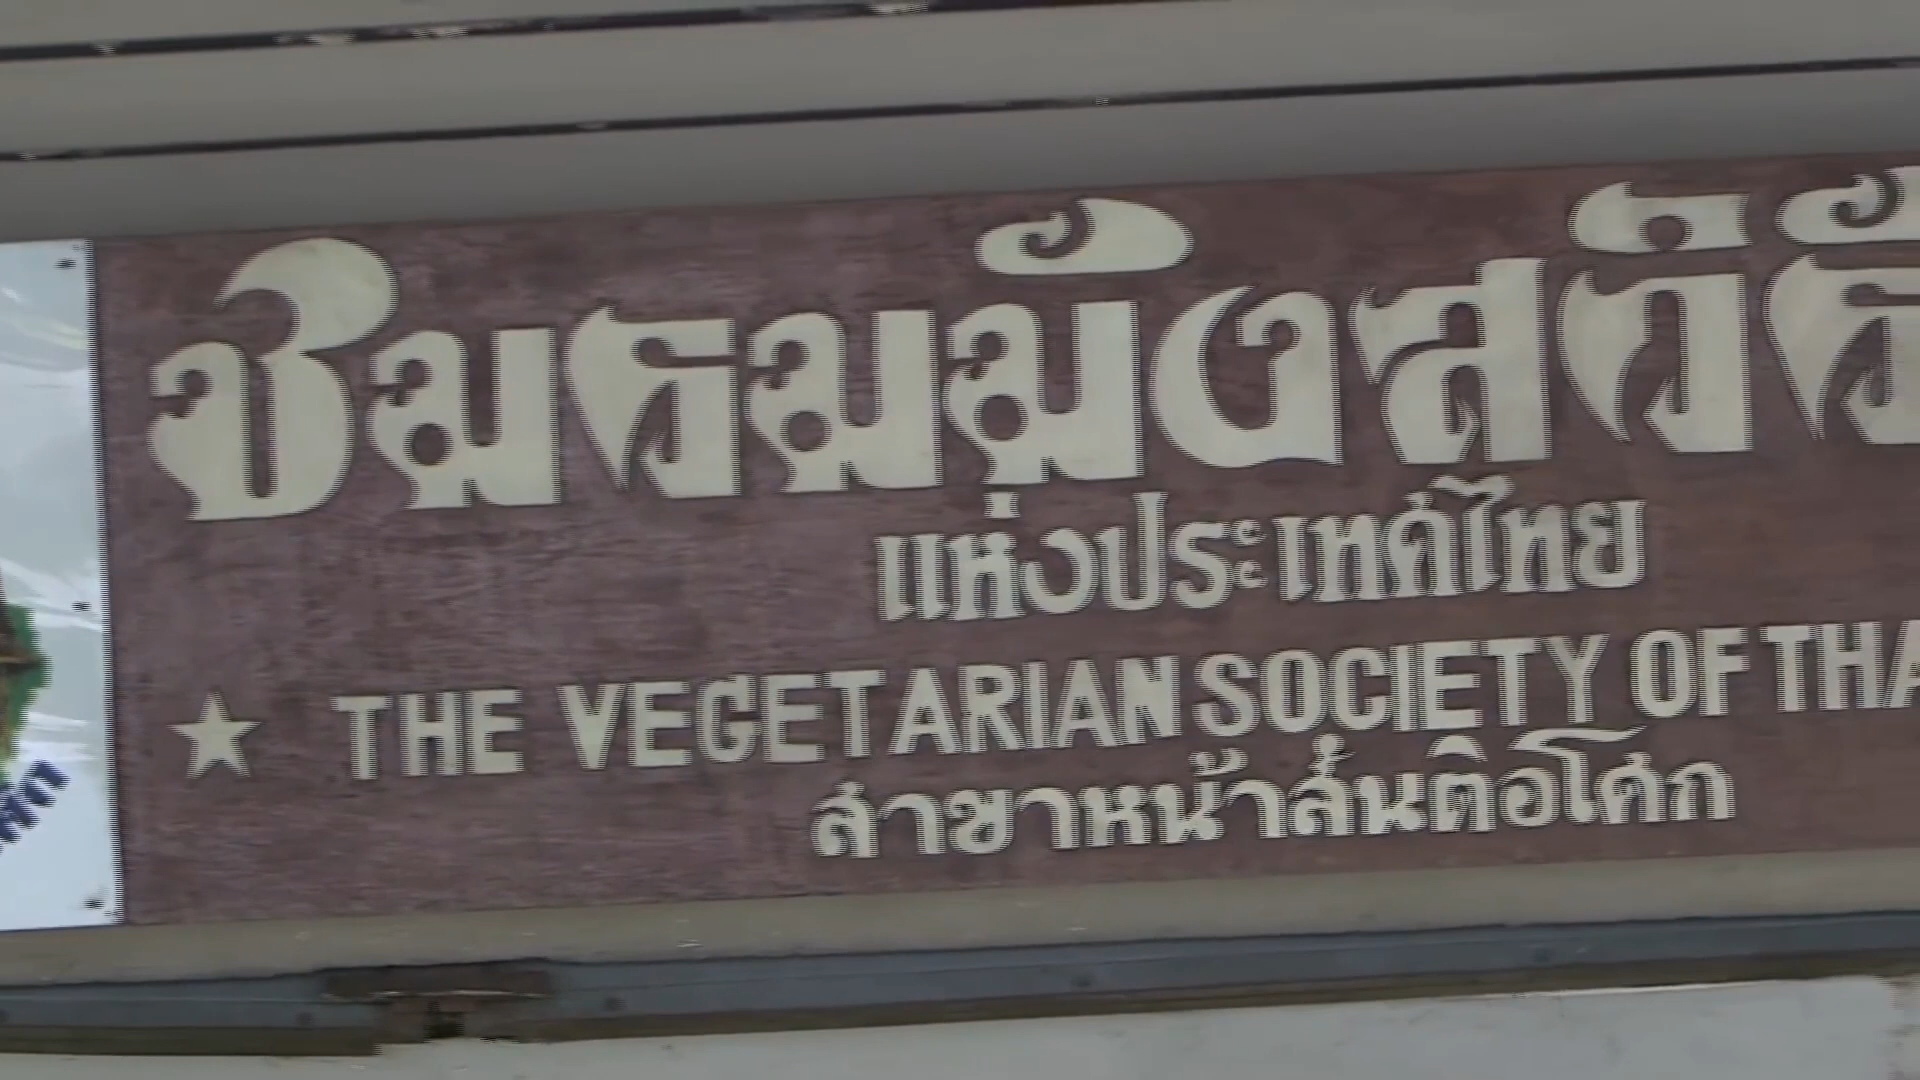 ชมรมมังสวิรั
แห่งประเทศไทย
★ THE VEGETARIAN SOCIETY OF THA
สาขาหน้าสันติอโศก